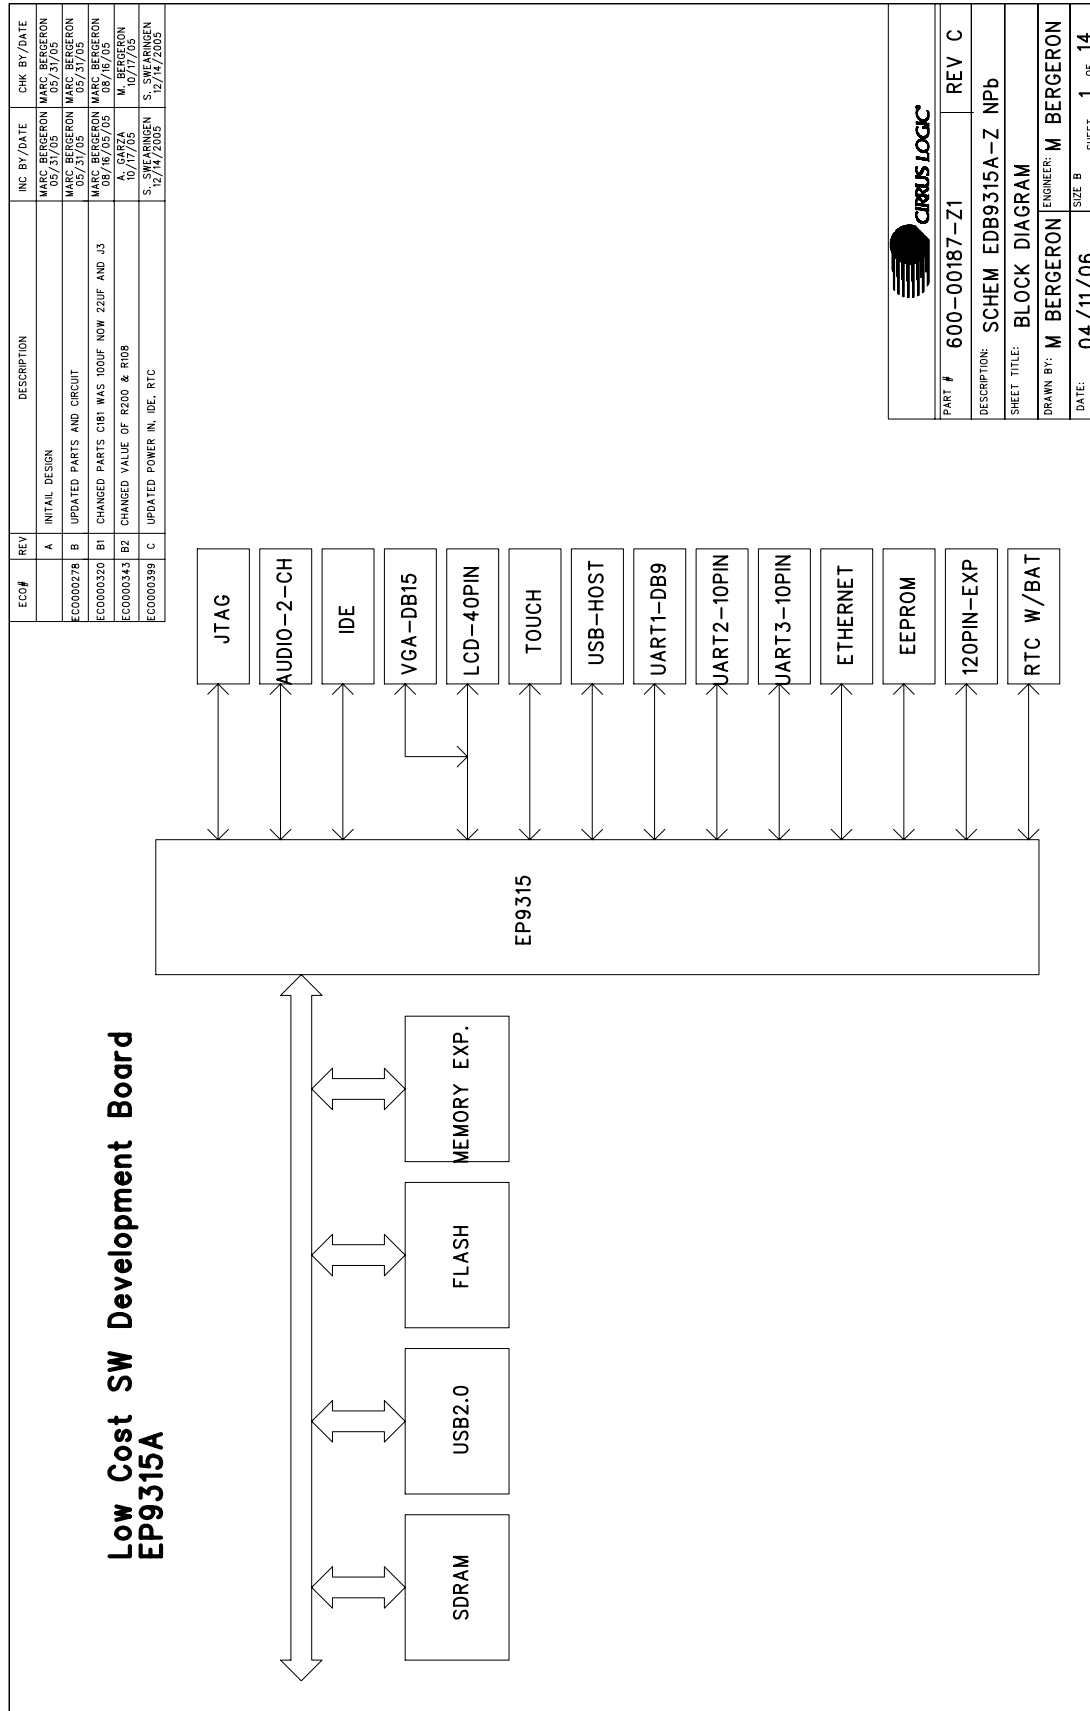 Low Cost SW Development Board
EP9315A
ECO# REV DESCRIPTION INC BY/DATE CHK BY/DATE
A INITAIL DESIGN MARC BERGERON 05/31/05 MARC BERGERON 05/31/05
ECO000278 B UPDATED PARTS AND CIRCUIT MARC BERGERON 05/31/05 MARC BERGERON 05/31/05
ECO000320 B1 CHANGED PARTS C181 WAS 100UF NOW 22UF AND J3 MARC BERGERON 08/16/05/05 MARC BERGERON 08/16/05
ECO000343 B2 CHANGED VALUE OF R200 & R108 A. GARZA 10/17/05 M. BERGERON 10/17/05
ECO000399 C UPDATED POWER IN, IDE, RTC S. SWEARINGEN 12/14/2005 S. SWEARINGEN 12/14/2005
SDRAM
USB2.0
FLASH
MEMORY EXP.
EP9315
JTAG
AUDIO-2-CH
IDE
VGA-DB15
LCD-40PIN
TOUCH
USB-HOST
UART1-DB9
UART2-10PIN
UART3-10PIN
ETHERNET
EEPROM
120PIN-EXP
RTC W/BAT
CIRRUS LOGIC®
PART # 600-00187-Z1 REV C
DESCRIPTION: SCHEM EDB9315A-Z NPb
SHEET TITLE: BLOCK DIAGRAM
DRAWN BY: M BERGERON ENGINEER: M BERGERON
DATE: 04/11/06 SIZE B SHEET 1 OF 14